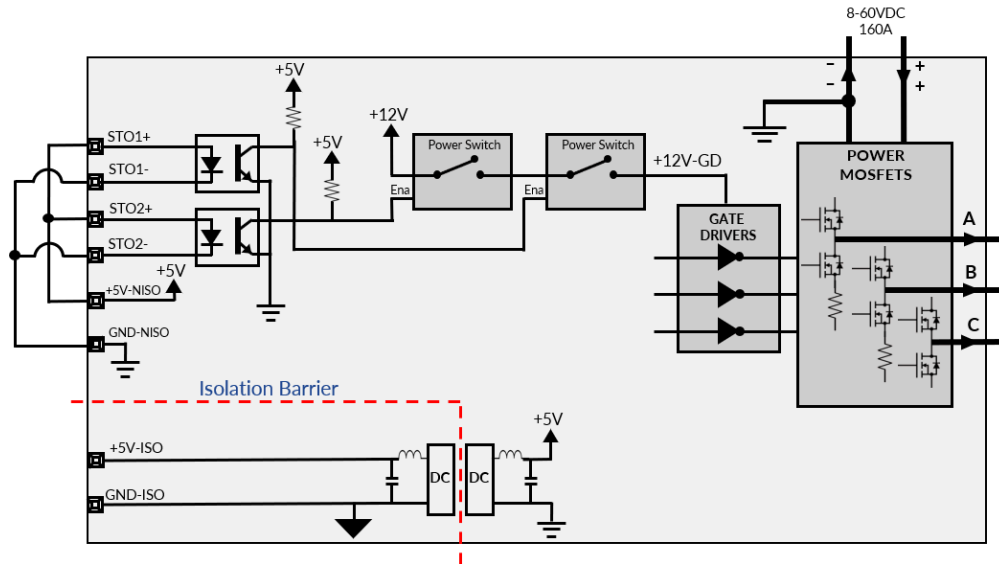 8-60VDC
160A
-
-
+
+
+5V
+5V
+12V
STO1+
STO1-
STO2+
STO2-
+5V-NISO
+5V
GND-NISO
Power Switch
Ena
Power Switch
Ena
+12V-GD
GATE
DRIVERS
POWER
MOSFETS
A
B
C
Isolation Barrier
+5V-ISO
GND-ISO
DC
DC
+5V